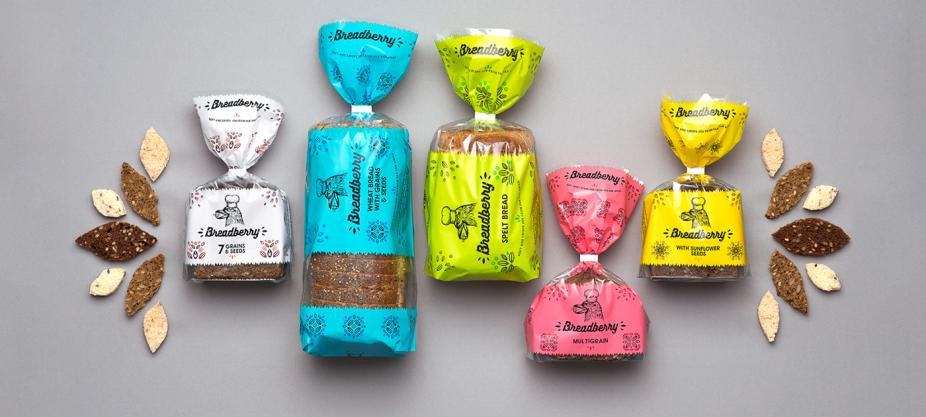 Breadberry
Breadberry
7 GRAINS
& SEEDS
Breadberry
Breadberry
WHEAT BREAD
WITH GRAINS
& SEEDS
Breadberry
Breadberry
SPELT BREAD
Breadberry
Breadberry
MULTIGRAIN
Breadberry
Breadberry
WITH SUNFLOWER
SEEDS